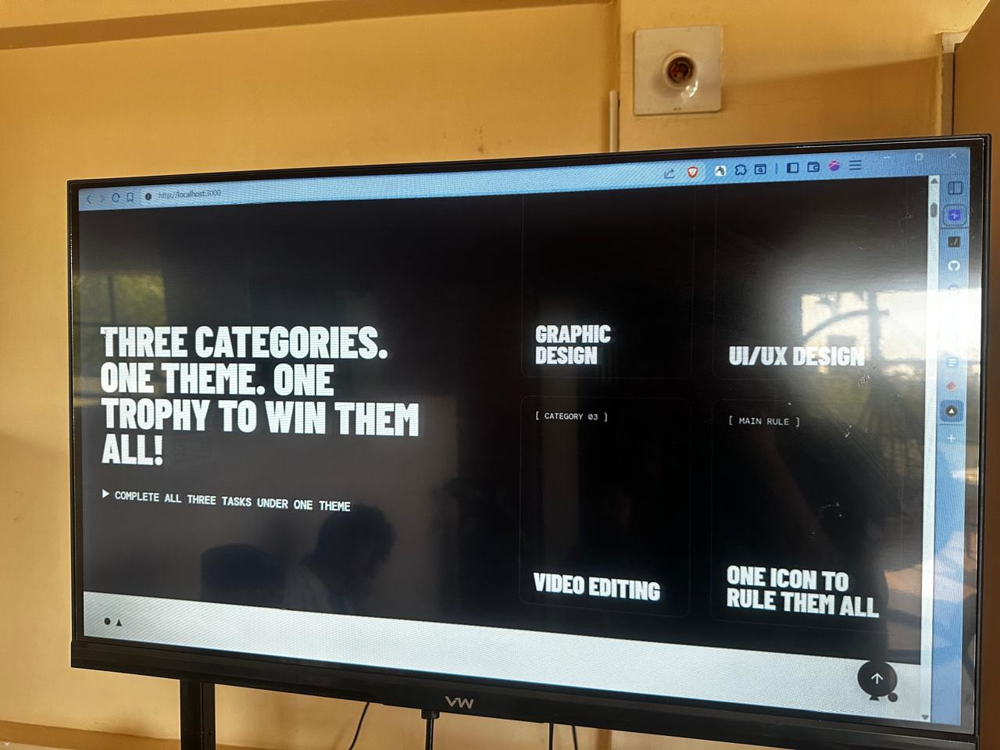 http://localhost:3000
THREE CATEGORIES.
ONE THEME. ONE
TROPHY TO WIN THEM
ALL!
COMPLETE ALL THREE TASKS UNDER ONE THEME
GRAPHIC
DESIGN
UI/UX DESIGN
[ CATEGORY 03 ]
VIDEO EDITING
[ MAIN RULE ]
ONE ICON TO
RULE THEM ALL
VW